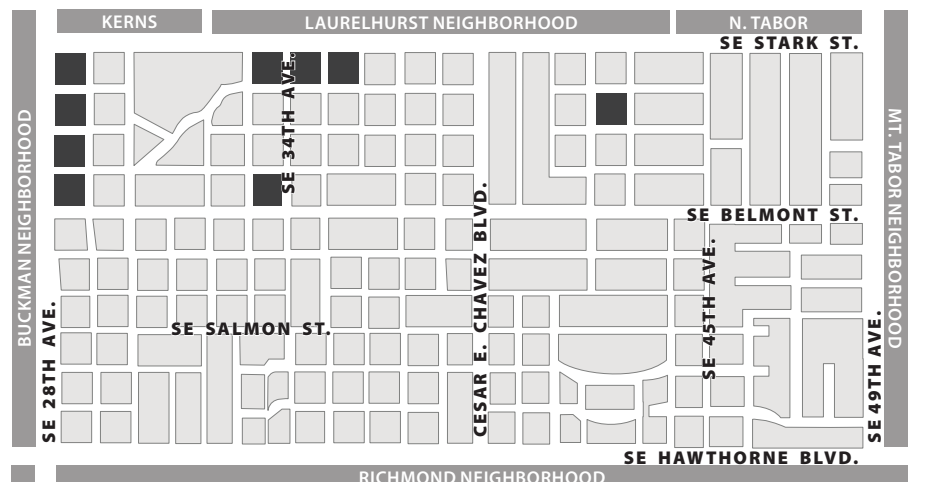 KERNS
LAURELHURST NEIGHBORHOOD
N. TABOR
SE STARK ST.
BUCKMAN NEIGHBORHOOD
MT. TABOR NEIGHBORHOOD
SE 34TH AVE.
SE BELMONT ST.
CESAR E. CHAVEZ BLVD.
SE 45TH AVE.
SE SALMON ST.
SE 28TH AVE.
SE 49TH AVE.
SE HAWTHORNE BLVD.
RICHMOND NEIGHBORHOOD